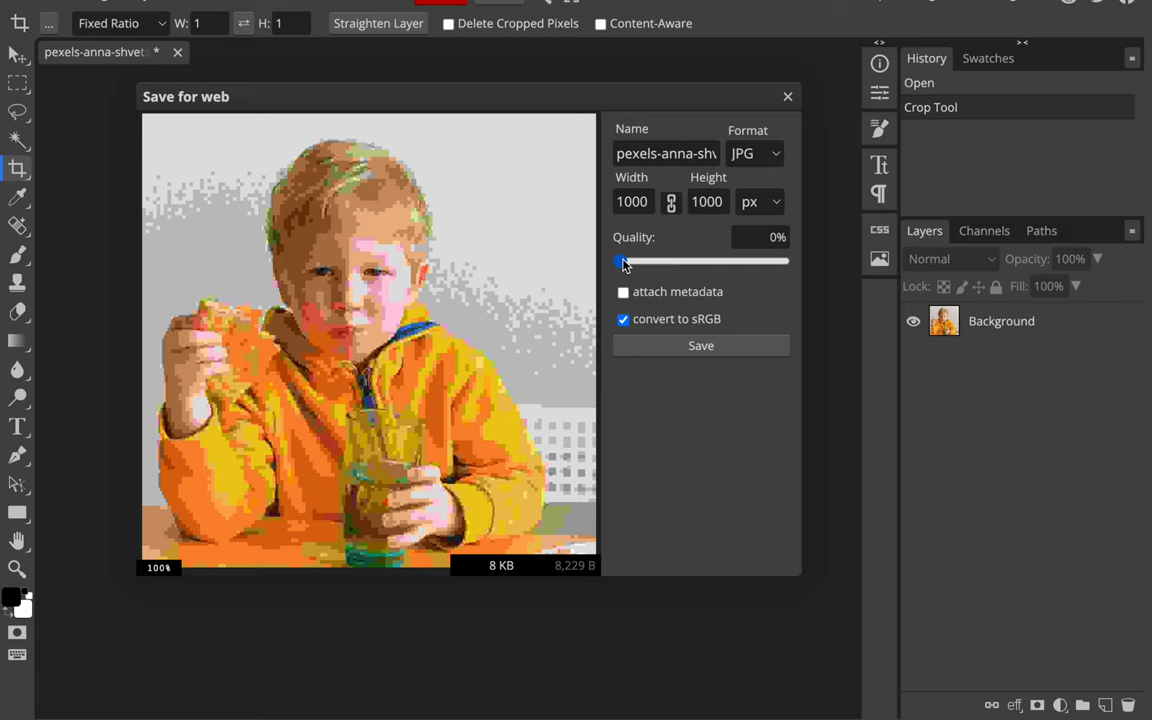 ... Fixed Ratio W: 1 H: 1 Straighten Layer Delete Cropped Pixels Content-Aware
pexels-anna-shvets *
History Swatches
Open
Crop Tool
Save for web
Name Format
pexels-anna-shv JPG
Width Height
1000 1000 px
Quality: 0%
attach metadata
convert to sRGB
Save
100%
8 KB 8,229 B
CSS
Layers Channels Paths
Normal Opacity: 100%
Lock: Fill: 100%
Background
eff